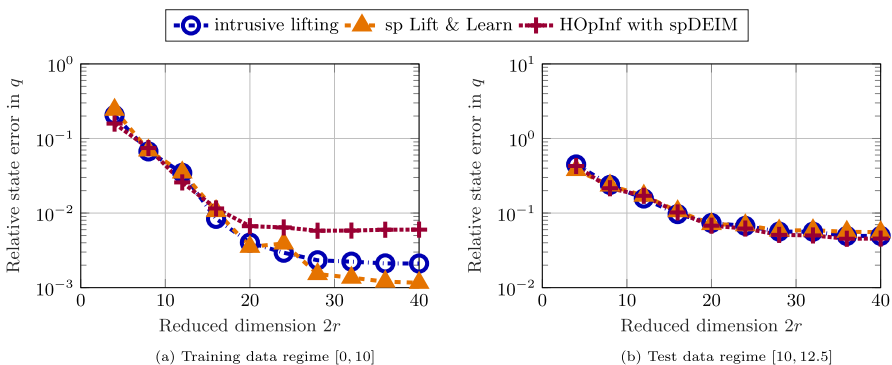 intrusive lifting sp Lift & Learn HOpInf with spDEIM
Relative state error in q
10^0
10^−1
10^−2
10^−3
0 10 20 30 40
Reduced dimension 2r
(a) Training data regime [0, 10]
Relative state error in q
10^1
10^0
10^−1
10^−2
0 10 20 30 40
Reduced dimension 2r
(b) Test data regime [10, 12.5]